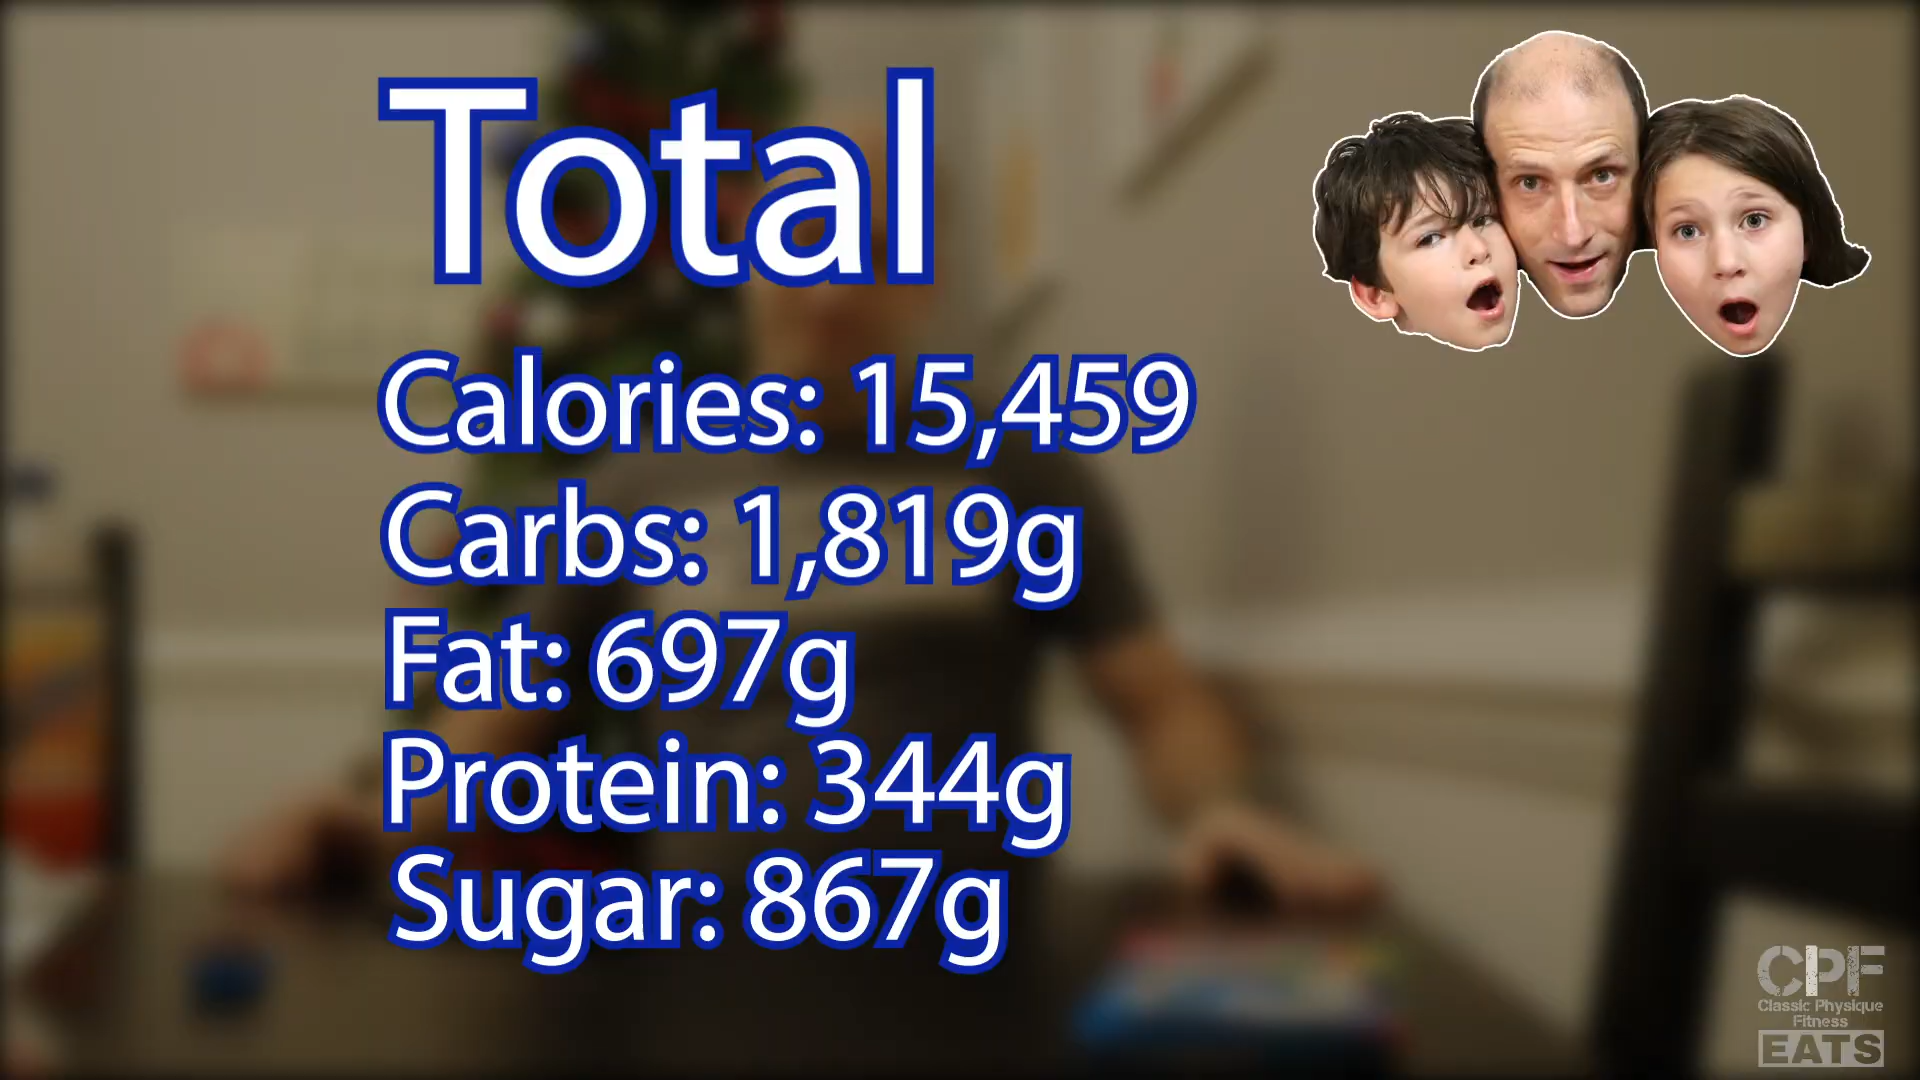 Total
Calories: 15,459
Carbs: 1,819g
Fat: 697g
Protein: 344g
Sugar: 867g
CPF
Classic Physique
Fitness
EATS